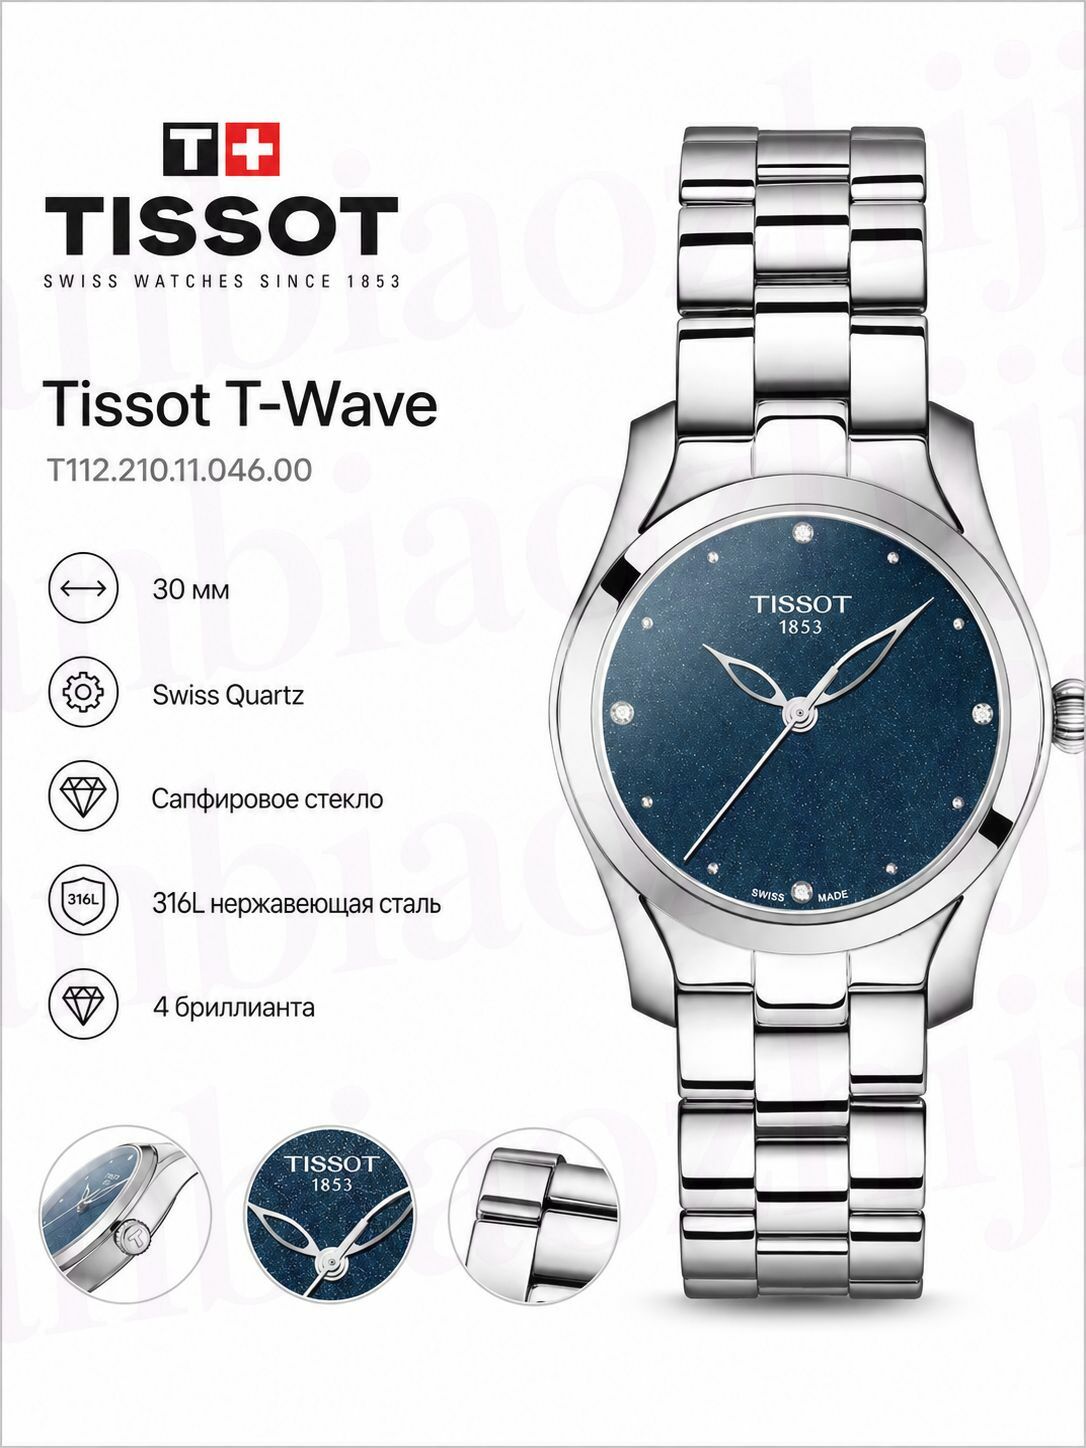 TISSOT
SWISS WATCHES SINCE 1853
Tissot T-Wave
T112.210.11.046.00
30 мм
Swiss Quartz
Сапфировое стекло
316L
316L нержавеющая сталь
4 бриллианта
TISSOT
1853
SWISS MADE
TISSOT
1853